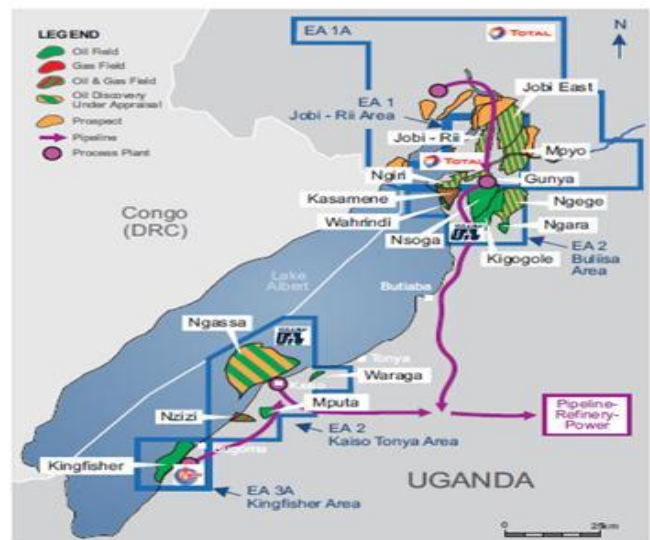 LEGEND
Oil Field
Gas Field
Oil & Gas Field
Oil Discovery
Under Appraisal
Prospect
Pipeline
Process Plant
EA 1A
TOTAL
N
Jobi East
EA 1
Jobi - Rii Area
Jobi - Rii
Mpyo
TOTAL
Ngiri
Gunya
Kasamene
Ngege
Wahrindi
Ngara
Nsoga
EA 2
Buliisa
Area
Kigogole
Congo
(DRC)
Lake
Albert
Butiaba
Ngassa
Tonya
Waraga
Kaiso
Nzizi
Mputa
Pipeline-
Refinery-
Power
EA 2
Kaiso Tonya Area
Kingfisher
EA 3A
Kingfisher Area
UGANDA
0
25km